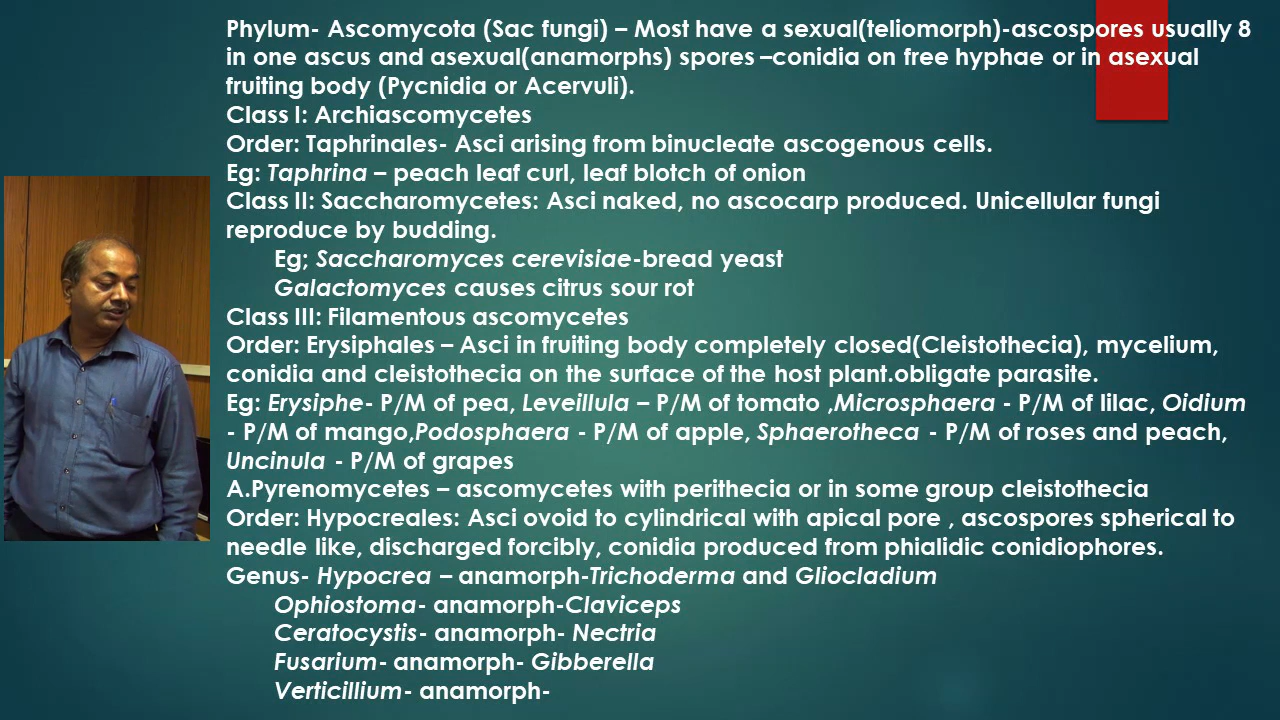 Phylum- Ascomycota (Sac fungi) – Most have a sexual(teliomorph)-ascospores usually 8
in one ascus and asexual(anamorphs) spores –conidia on free hyphae or in asexual
fruiting body (Pycnidia or Acervuli).
Class I: Archiascomycetes
Order: Taphrinales- Asci arising from binucleate ascogenous cells.
Eg: Taphrina – peach leaf curl, leaf blotch of onion
Class II: Saccharomycetes: Asci naked, no ascocarp produced. Unicellular fungi
reproduce by budding.
Eg; Saccharomyces cerevisiae-bread yeast
Galactomyces causes citrus sour rot
Class III: Filamentous ascomycetes
Order: Erysiphales – Asci in fruiting body completely closed(Cleistothecia), mycelium,
conidia and cleistothecia on the surface of the host plant.obligate parasite.
Eg: Erysiphe- P/M of pea, Leveillula – P/M of tomato ,Microsphaera - P/M of lilac, Oidium
- P/M of mango,Podosphaera - P/M of apple, Sphaerotheca - P/M of roses and peach,
Uncinula - P/M of grapes
A.Pyrenomycetes – ascomycetes with perithecia or in some group cleistothecia
Order: Hypocreales: Asci ovoid to cylindrical with apical pore , ascospores spherical to
needle like, discharged forcibly, conidia produced from phialidic conidiophores.
Genus- Hypocrea – anamorph-Trichoderma and Gliocladium
Ophiostoma- anamorph-Claviceps
Ceratocystis- anamorph- Nectria
Fusarium- anamorph- Gibberella
Verticillium- anamorph-